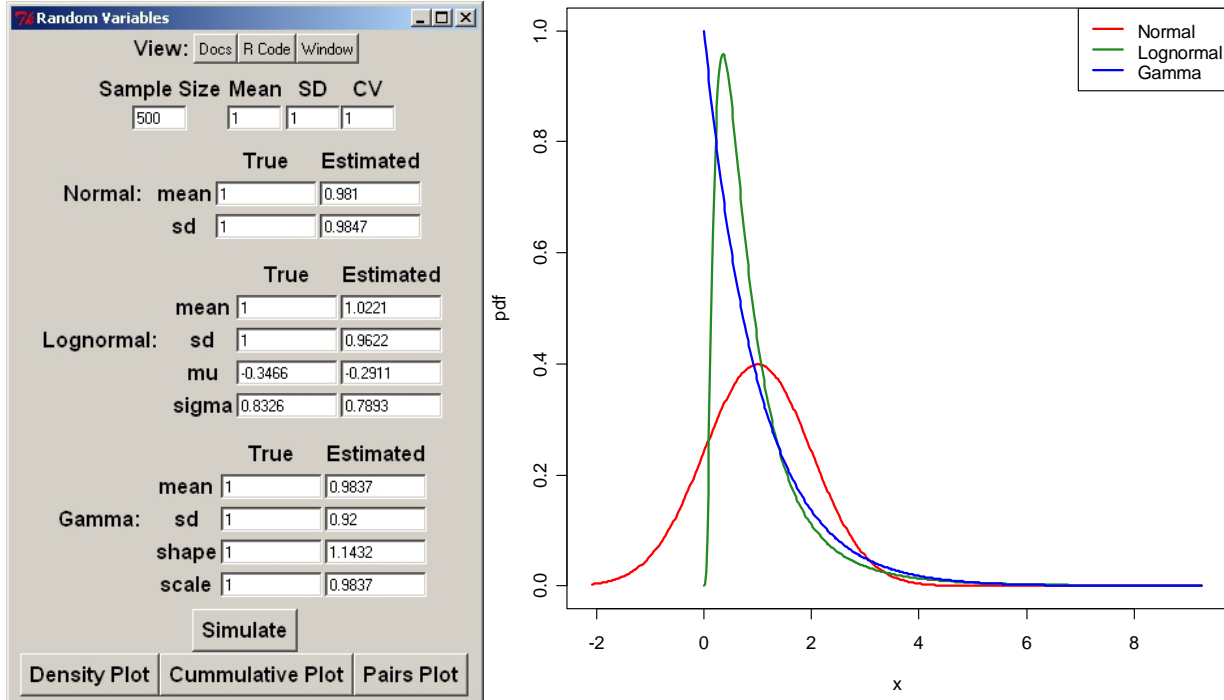 Random Variables
View: Docs R Code Window
Sample Size Mean SD CV
500 1 1 1
True Estimated
Normal: mean 1 0.981
sd 1 0.9847
True Estimated
mean 1 1.0221
Lognormal: sd 1 0.9622
mu -0.3466 -0.2911
sigma 0.8326 0.7893
True Estimated
mean 1 0.9837
Gamma: sd 1 0.92
shape 1 1.1432
scale 1 0.9837
Simulate
Density Plot Cummulative Plot Pairs Plot
Normal
Lognormal
Gamma
pdf
1.0
0.8
0.6
0.4
0.2
0.0
-2 0 2 4 6 8
x